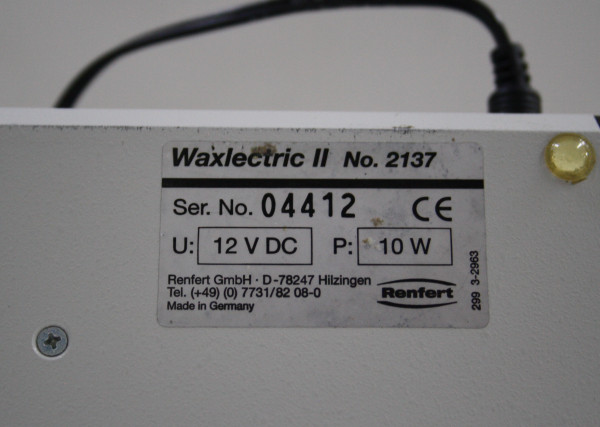 Waxlectric II No. 2137
Ser. No. 04412 CE
U: 12 V DC P: 10 W
Renfert GmbH · D-78247 Hilzingen
Tel. (+49) (0) 7731/82 08-0
Made in Germany
Renfert
299 3-2963